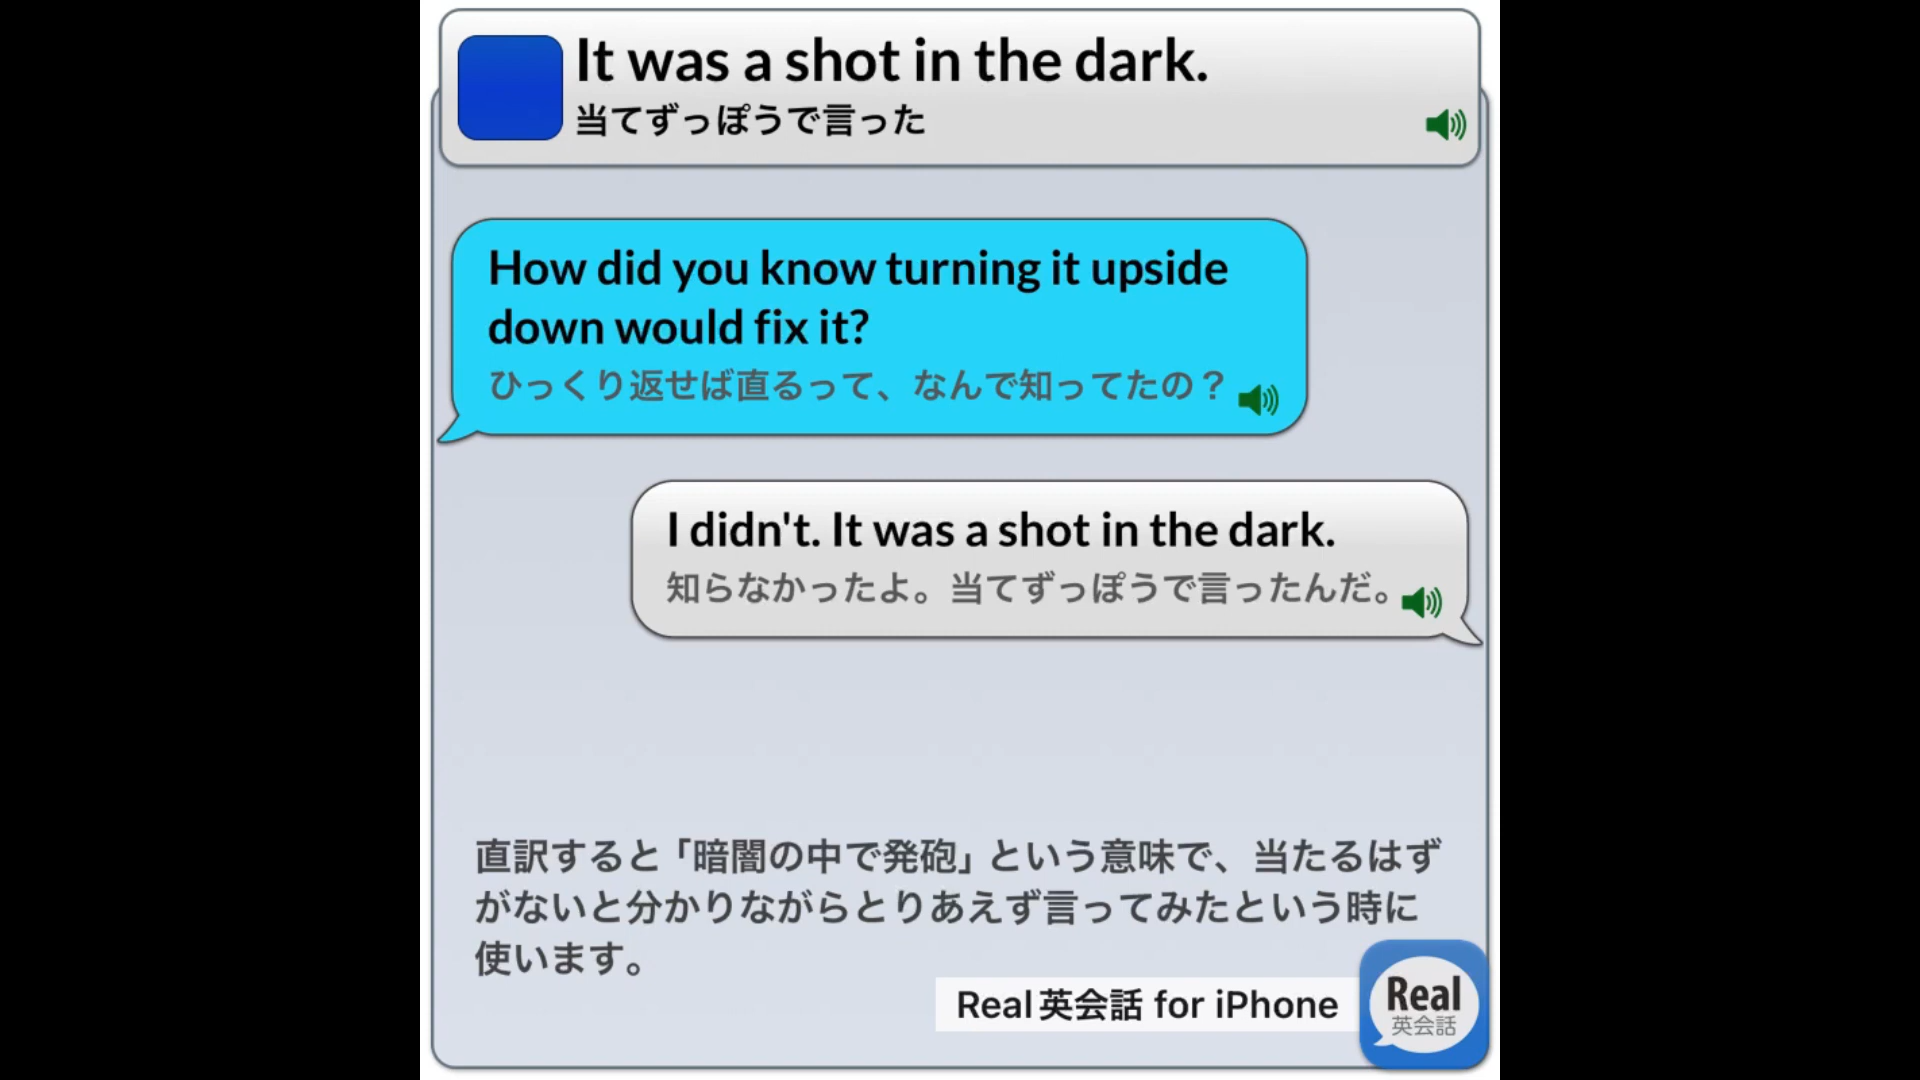 It was a shot in the dark.
当てずっぽうで言った
How did you know turning it upside
down would fix it?
ひっくり返せば直るって、なんで知ってたの？
I didn't. It was a shot in the dark.
知らなかったよ。当てずっぽうで言ったんだ。
直訳すると「暗闇の中で発砲」という意味で、当たるはず
がないと分かりながらとりあえず言ってみたという時に
使います。
Real英会話 for iPhone
Real
英会話